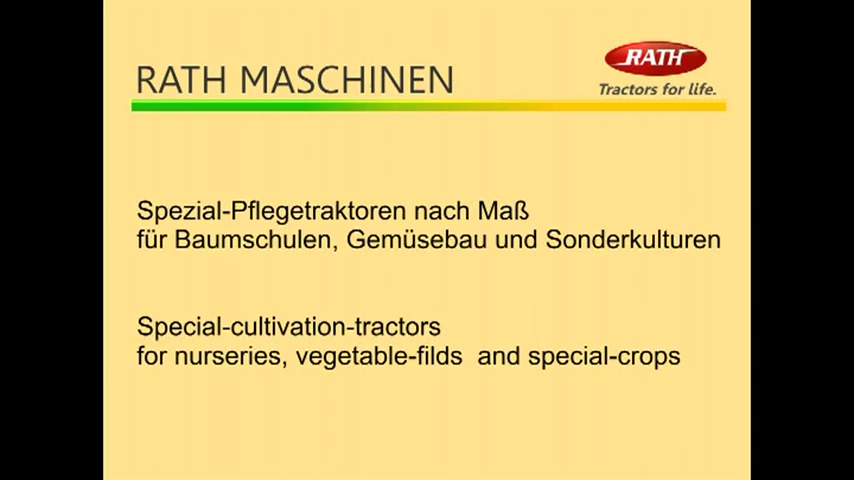 RATH MASCHINEN
RATH
Tractors for life.
Spezial-Pflegetraktoren nach Maß
für Baumschulen, Gemüsebau und Sonderkulturen
Special-cultivation-tractors
for nurseries, vegetable-filds  and special-crops